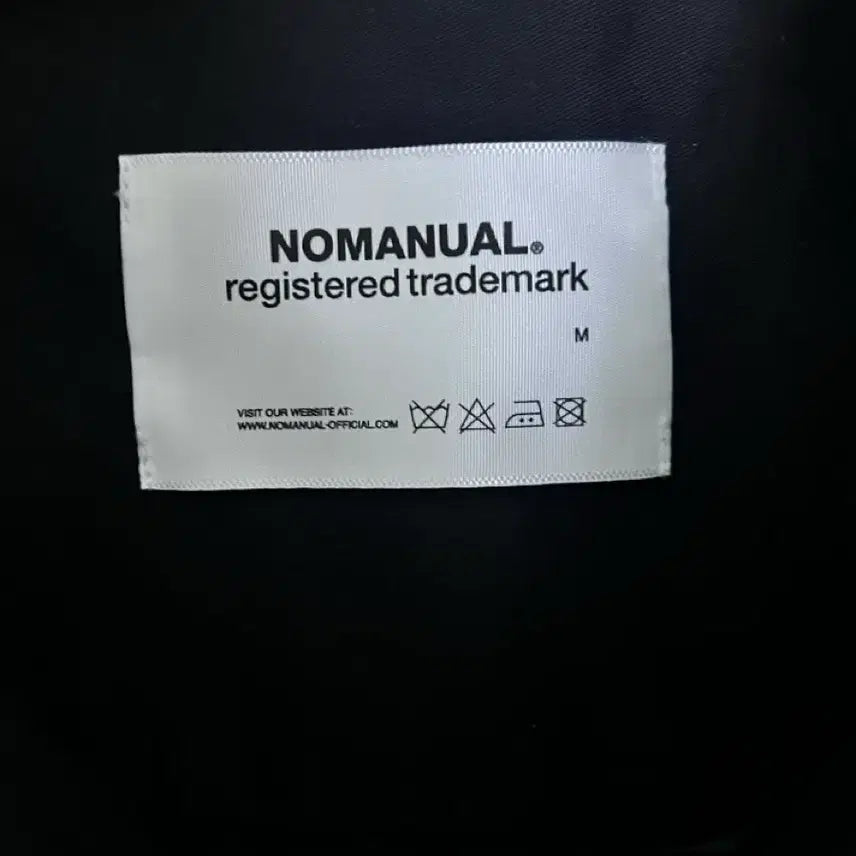 NOMANUAL®
registered trademark
M
VISIT OUR WEBSITE AT:
WWW.NOMANUAL-OFFICIAL.COM